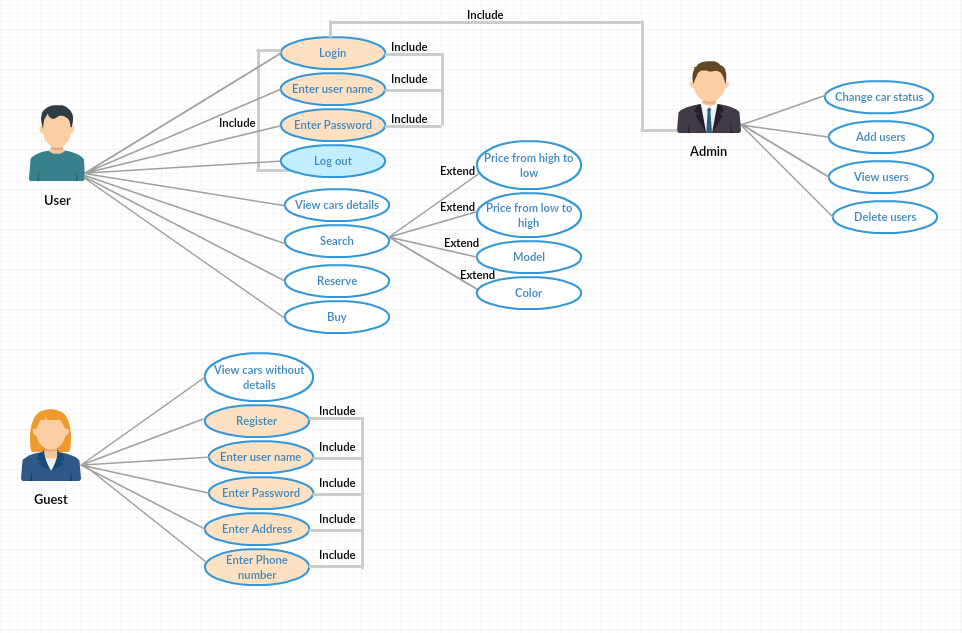 Include
Login
Include
Enter user name
Include
Include
Enter Password
Include
Log out
User
View cars details
Search
Reserve
Buy
Extend
Price from high to
low
Extend
Price from low to
high
Extend
Model
Extend
Color
Admin
Change car status
Add users
View users
Delete users
View cars without
details
Register
Include
Enter user name
Include
Guest
Enter Password
Include
Enter Address
Include
Enter Phone
number
Include